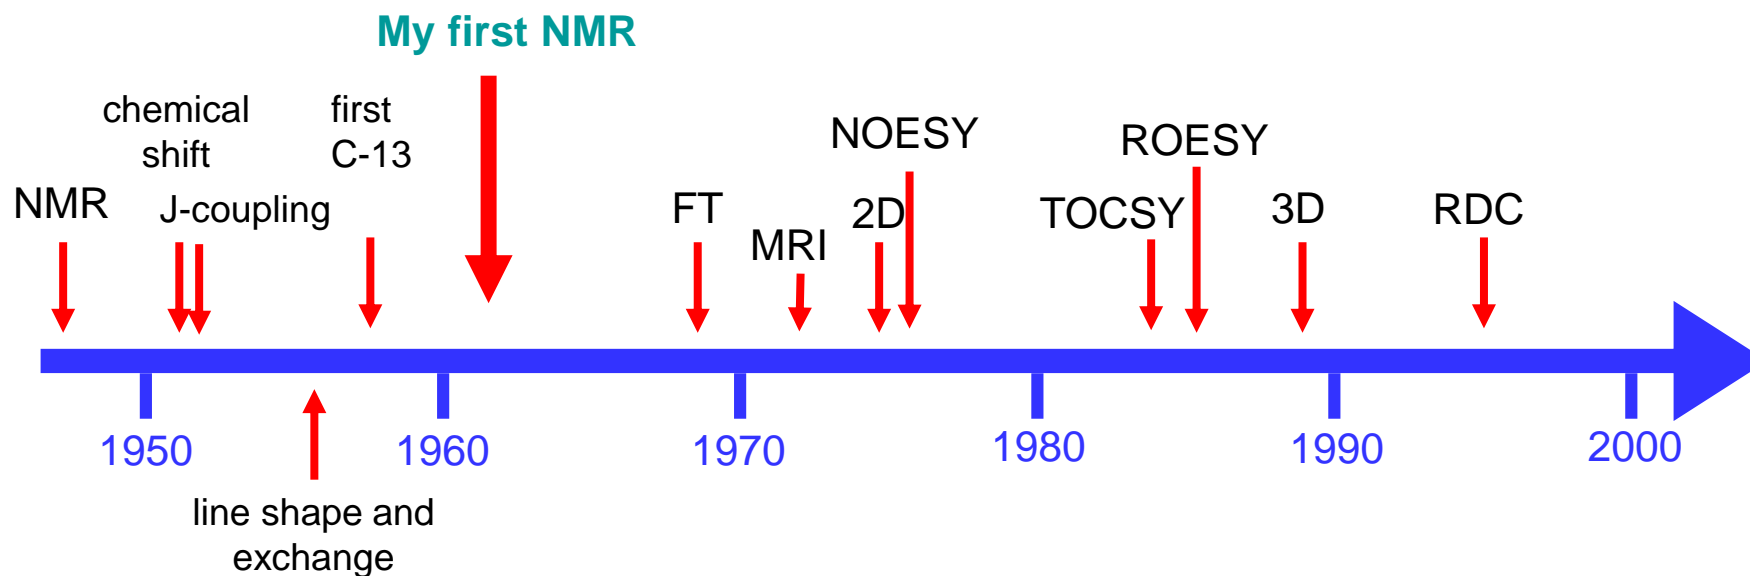 My first NMR
chemical
shift
first
C-13
NMR
J-coupling
FT
MRI
2D
NOESY
TOCSY
ROESY
3D
RDC
1950
1960
1970
1980
1990
2000
line shape and
exchange